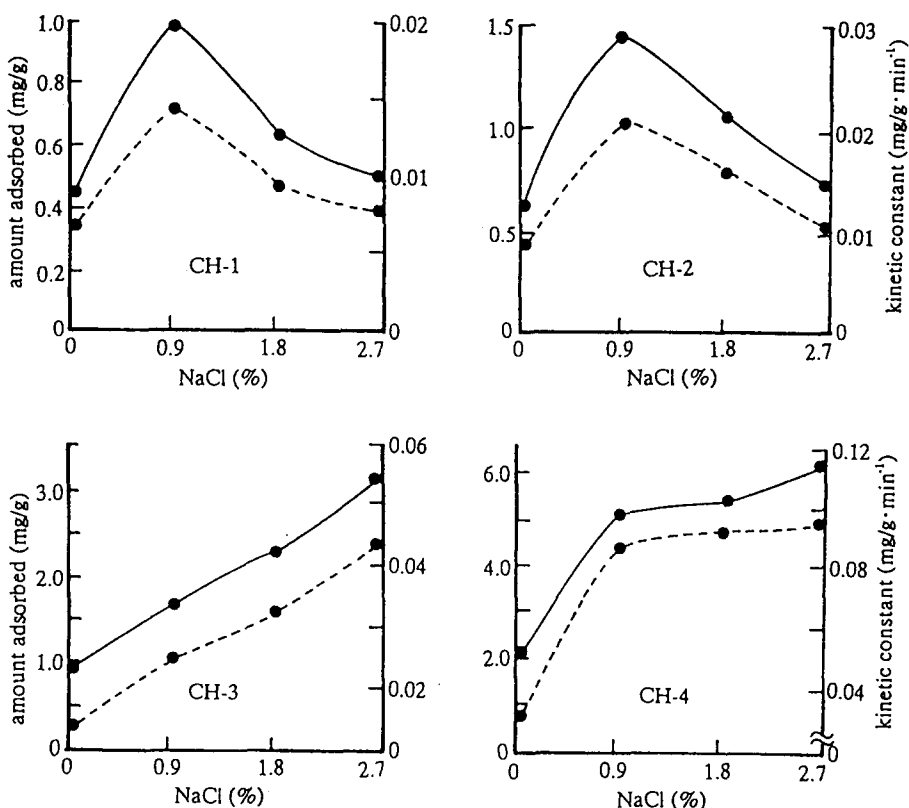 amount adsorbed (mg/g)
1.0
0.8
0.6
0.4
0.2
0
0.02
0.01
0
CH-1
0 0.9 1.8 2.7
NaCl (%)
1.5
1.0
0.5
0
0.03
0.02
0.01
0
kinetic constant (mg/g·min⁻¹)
CH-2
0 0.9 1.8 2.7
NaCl (%)
amount adsorbed (mg/g)
3.0
2.0
1.0
0
0.06
0.04
0.02
0
CH-3
0 0.9 1.8 2.7
NaCl (%)
6.0
4.0
2.0
0
0.12
0.08
0.04
0
kinetic constant (mg/g·min⁻¹)
CH-4
0 0.9 1.8 2.7
NaCl (%)